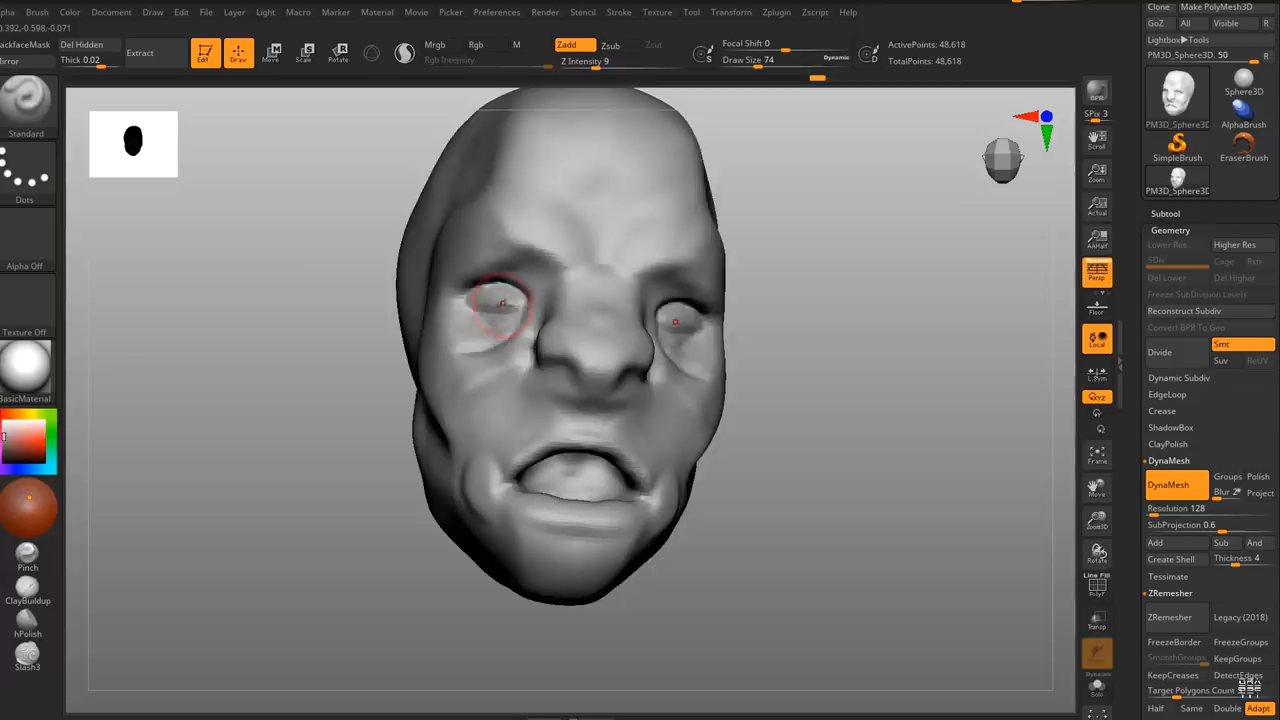 lpha Brush Color Document Draw Edit File Layer Light Macro Marker Material Movie Picker Preferences Render Stencil Stroke Texture Tool Transform Zplugin Zscript Help
0.392,-0.598,-0.071
ackfaceMask
Del Hidden
irror
Thick 0.02
Extract
Edit
Draw
Move
Scale
Rotate
Mrgb
Rgb
M
Rgb Intensity
Zadd
Zsub
Zcut
Z Intensity 9
S
Focal Shift 0
Draw Size 74
Dynamic
D
ActivePoints: 48,618
TotalPoints: 48,618
Standard
Dots
Alpha Off
Texture Off
BasicMaterial
Pinch
ClayBuildup
hPolish
Slash3
BPR
SPix 3
Scroll
Zoom
Actual
AAHalf
Dynamic
Persp
Floor
Local
L.Sym
XYZ
Frame
Move
Zoom3D
Rotate
Line Fill
PolyF
Transp
Solo
Clone
Make PolyMesh3D
GoZ
All
Visible
R
Lightbox▶Tools
PM3D_Sphere3D. 50
R
PM3D_Sphere3D
Sphere3D
AlphaBrush
SimpleBrush
EraserBrush
PM3D_Sphere3D
Subtool
Geometry
Lower Res
Higher Res
SDiv
Cage
Rstr
Del Lower
Del Higher
Freeze SubDivision Levels
Reconstruct Subdiv
Convert BPR To Geo
Divide
Smt
Suv
ReUV
Dynamic Subdiv
EdgeLoop
Crease
ShadowBox
ClayPolish
DynaMesh
DynaMesh
Groups
Polish
Blur 2
Project
Resolution 128
SubProjection 0.6
Add
Sub
And
Create Shell
Thickness 4
Tessimate
ZRemesher
ZRemesher
Legacy (2018)
FreezeBorder
FreezeGroups
SmoothGroups
KeepGroups
KeepCreases
DetectEdges
Target Polygons Count
Half
Same
Double
Adapt